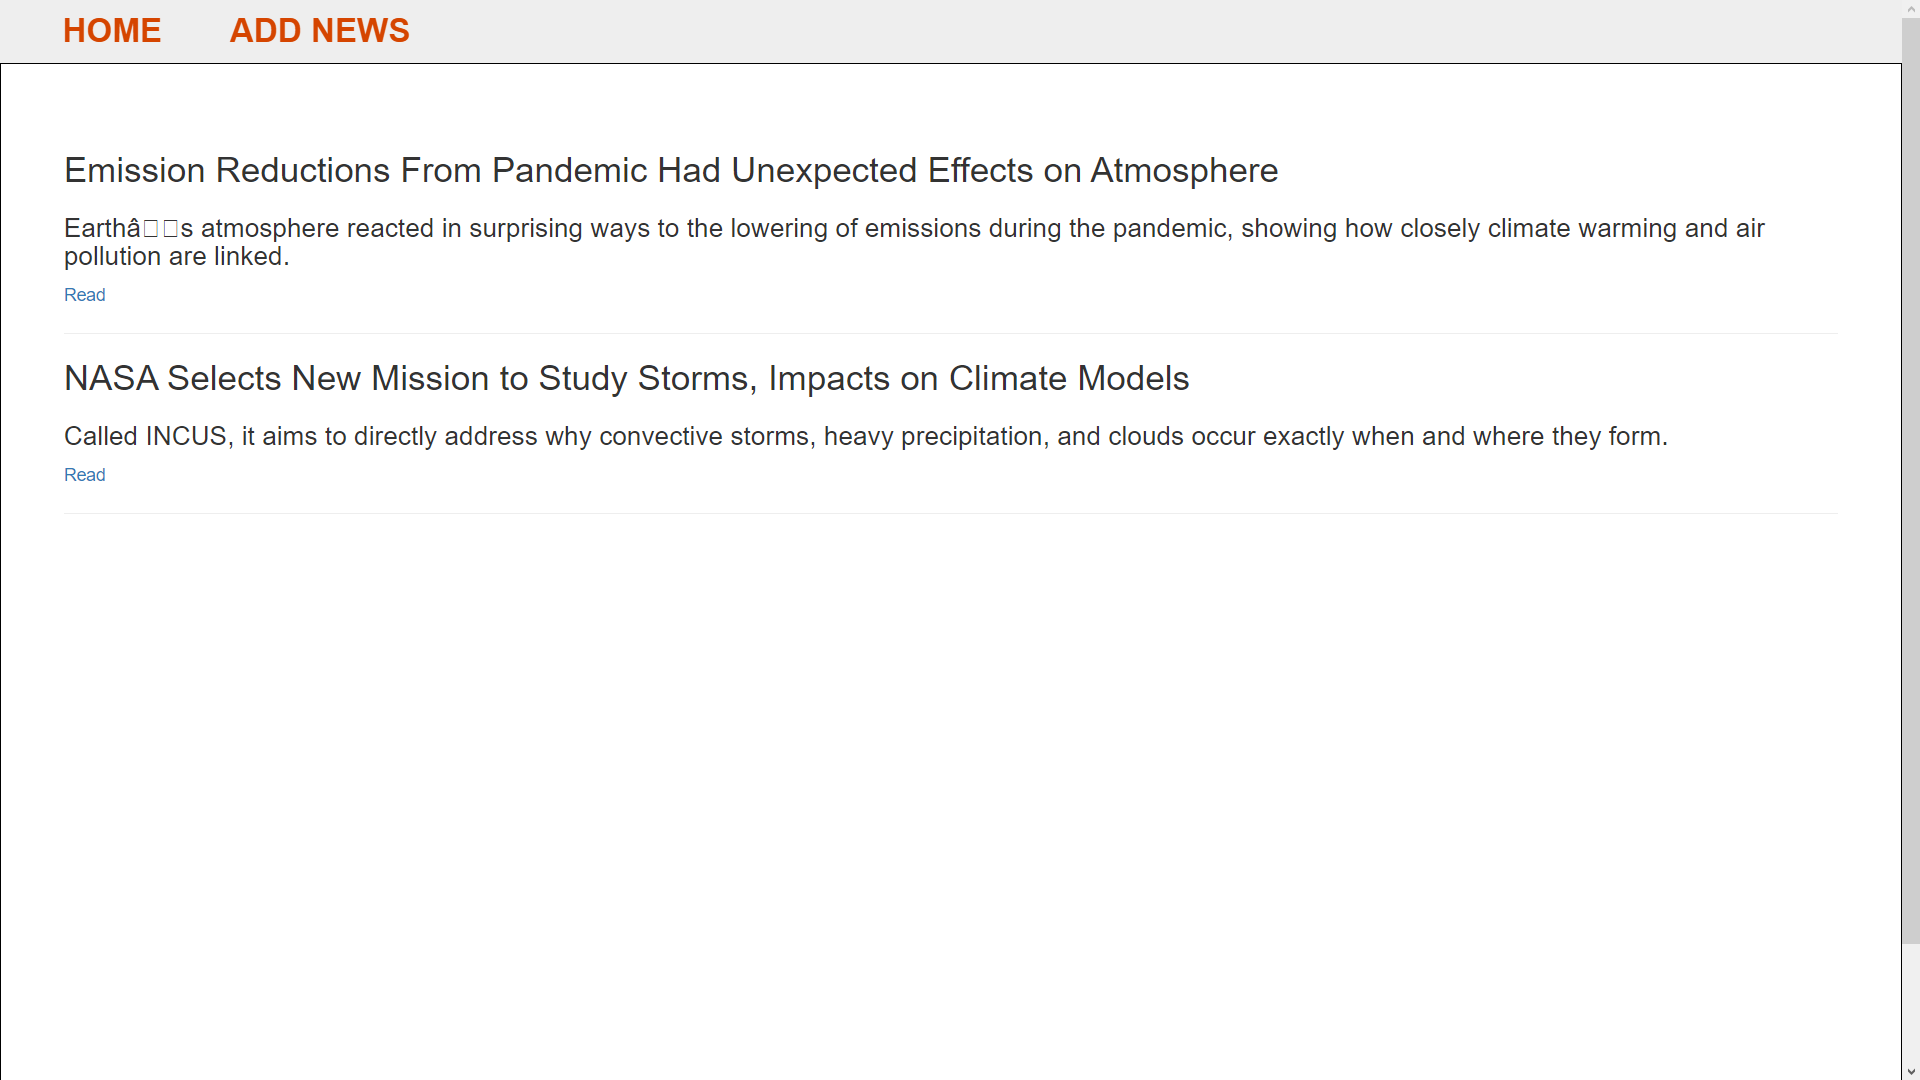 HOME ADD NEWS
Emission Reductions From Pandemic Had Unexpected Effects on Atmosphere
Earthâ□□s atmosphere reacted in surprising ways to the lowering of emissions during the pandemic, showing how closely climate warming and air
pollution are linked.
Read
NASA Selects New Mission to Study Storms, Impacts on Climate Models
Called INCUS, it aims to directly address why convective storms, heavy precipitation, and clouds occur exactly when and where they form.
Read